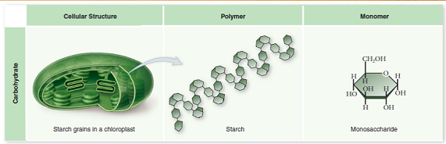 Cellular Structure
Polymer
Monomer
Carbohydrate
CH₂OH
O
H
H
H
H
OH
H
HO
OH
H
OH
Starch grains in a chloroplast
Starch
Monosaccharide